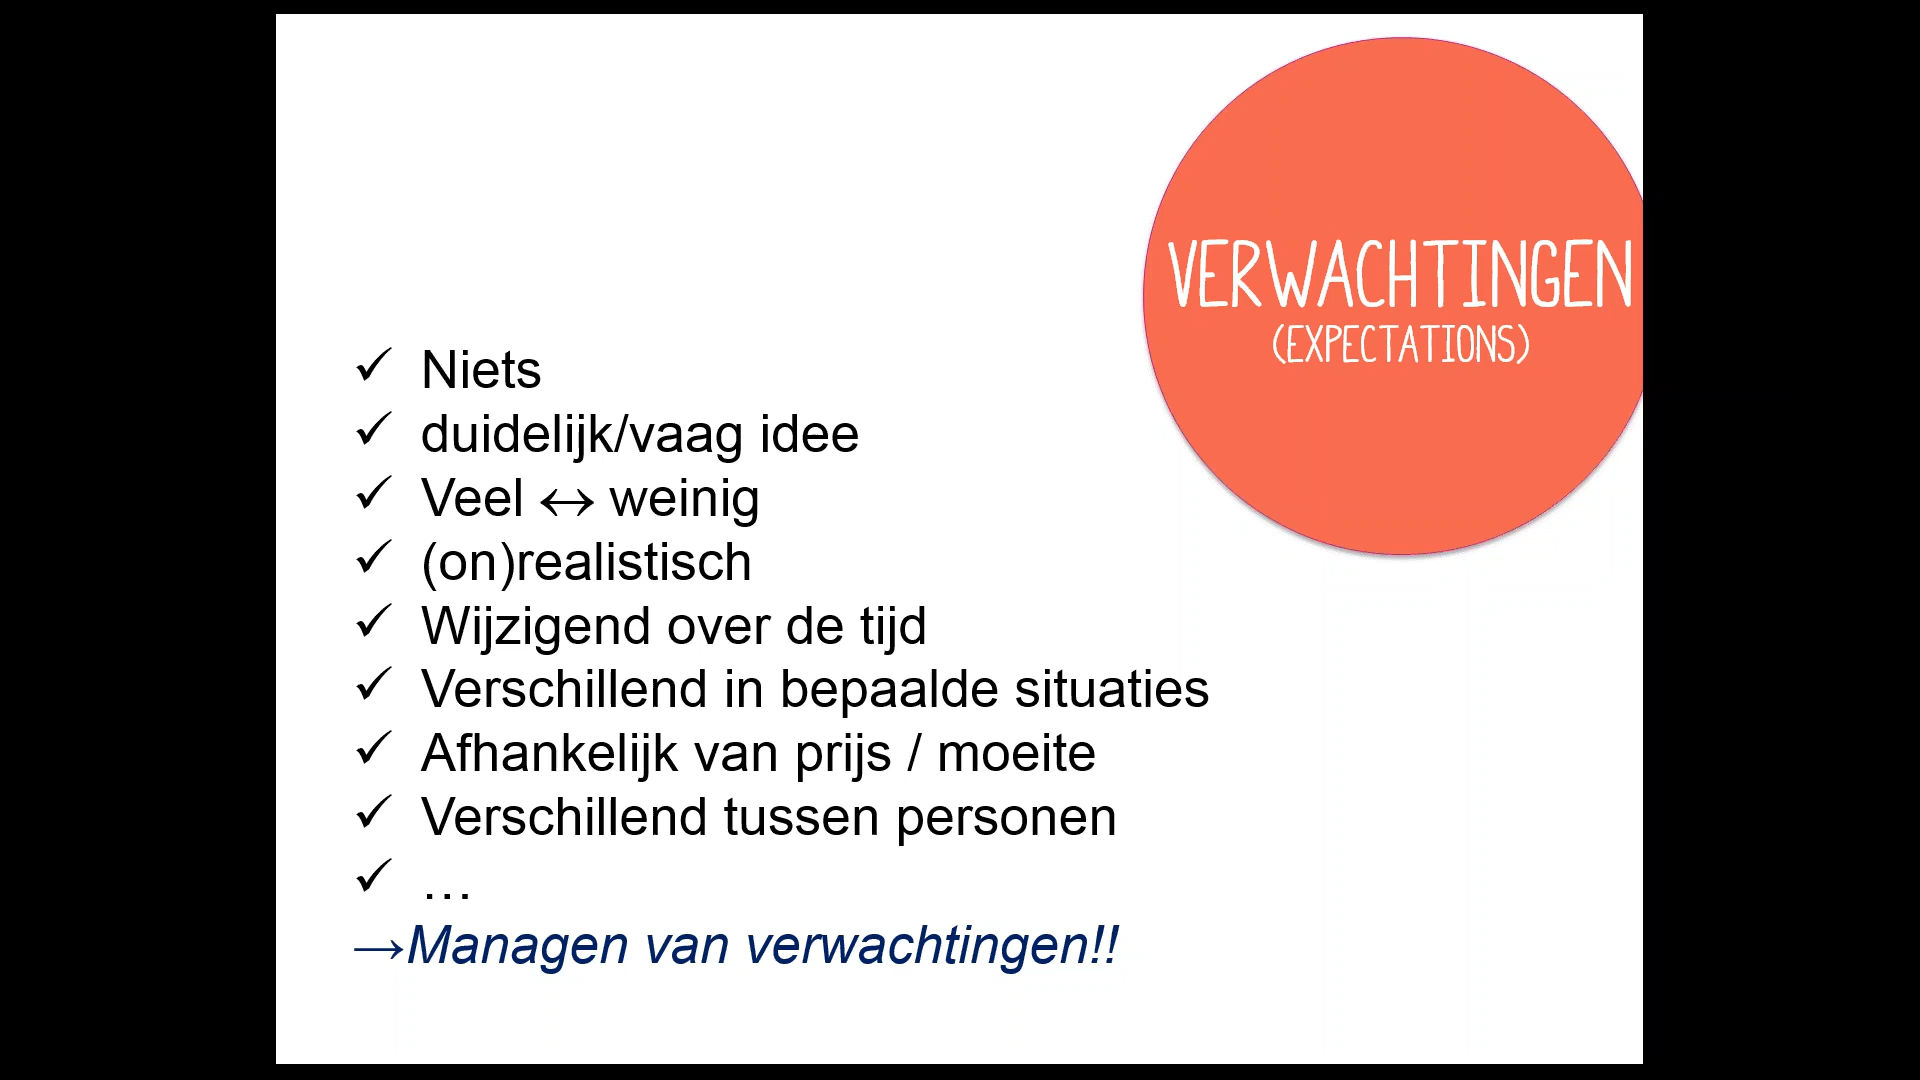 VERWACHTINGEN
(EXPECTATIONS)
✓ Niets
✓ duidelijk/vaag idee
✓ Veel ↔ weinig
✓ (on)realistisch
✓ Wijzigend over de tijd
✓ Verschillend in bepaalde situaties
✓ Afhankelijk van prijs / moeite
✓ Verschillend tussen personen
✓ …
→Managen van verwachtingen!!